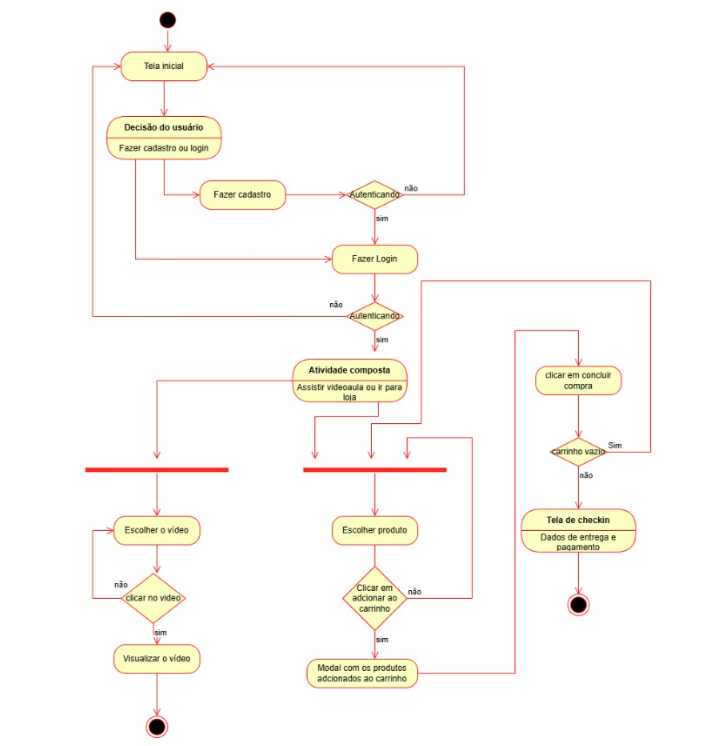 Tela inicial
Decisão do usuário
Fazer cadastro ou login
Fazer cadastro
Autenticando
não
sim
Fazer Login
não
Autenticando
sim
Atividade composta
Assistir videoaula ou ir para
loja
clicar em concluir
compra
carrinho vazio
Sim
não
Tela de checkin
Dados de entrega e
pagamento
Escolher o vídeo
não
clicar no video
sim
Visualizar o vídeo
Escolher produto
Clicar em
adcionar ao
carrinho
não
sim
Modal com os produtos
adcionados ao carrinho